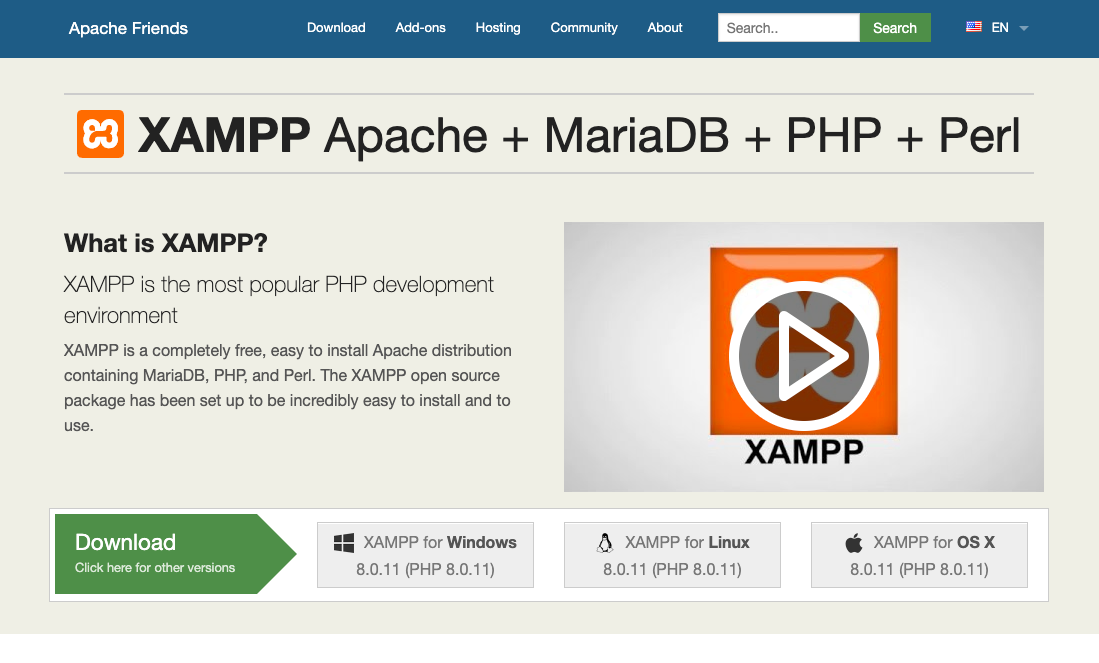 Apache Friends
Download
Add-ons
Hosting
Community
About
Search..
Search
EN
XAMPP Apache + MariaDB + PHP + Perl
What is XAMPP?
XAMPP is the most popular PHP development
environment
XAMPP is a completely free, easy to install Apache distribution
containing MariaDB, PHP, and Perl. The XAMPP open source
package has been set up to be incredibly easy to install and to
use.
XAMPP
Download
Click here for other versions
XAMPP for Windows
8.0.11 (PHP 8.0.11)
XAMPP for Linux
8.0.11 (PHP 8.0.11)
XAMPP for OS X
8.0.11 (PHP 8.0.11)